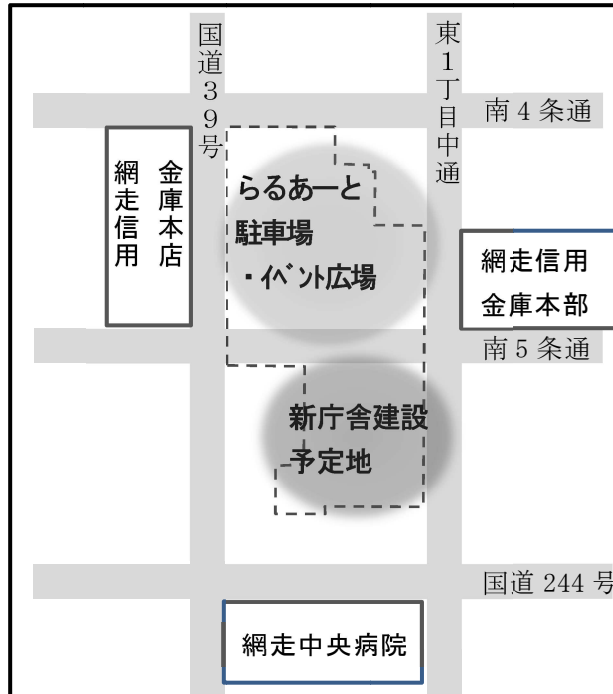 国道39号
東1丁目中通
南4条通
網走信用
金庫本店
らるあーと
駐車場
・イベント広場
網走信用
金庫本部
南5条通
新庁舎建設
予定地
国道244号
網走中央病院